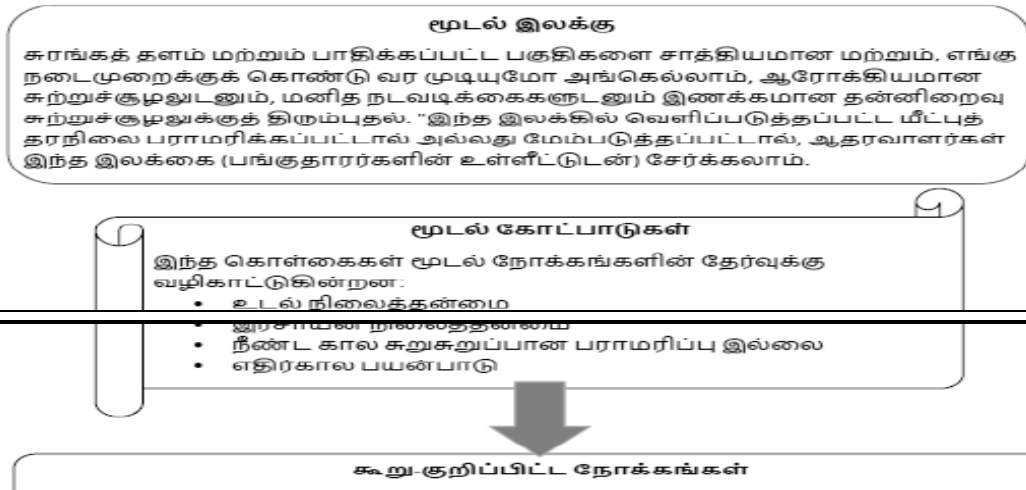 மூடல் இலக்கு
சுரங்கத் தளம் மற்றும் பாதிக்கப்பட்ட பகுதிகளை சாத்தியமான மற்றும், எங்கு
நடைமுறைக்குக் கொண்டு வர முடியுமோ அங்கெல்லாம், ஆரோக்கியமான
சுற்றுச்சூழலுடனும், மனித நடவடிக்கைகளுடனும் இணக்கமான தன்னிறைவு
சுற்றுச்சூழலுக்குத் திரும்புதல். "இந்த இலக்கில் வெளிப்படுத்தப்பட்ட மீட்புத்
தரநிலை பராமரிக்கப்பட்டால் அல்லது மேம்படுத்தப்பட்டால், ஆதரவாளர்கள்
இந்த இலக்கை (பங்குதாரர்களின் உள்ளீட்டுடன்) சேர்க்கலாம்.
மூடல் கோட்பாடுகள்
இந்த கொள்கைகள் மூடல் நோக்கங்களின் தேர்வுக்கு
வழிகாட்டுகின்றன:
• உடல் நிலைத்தன்மை
• இரசாயன நிலைத்தன்மை
• நீண்ட கால சுறுசுறுப்பான பராமரிப்பு இல்லை
• எதிர்கால பயன்பாடு
கூறு-குறிப்பிட்ட நோக்கங்கள்